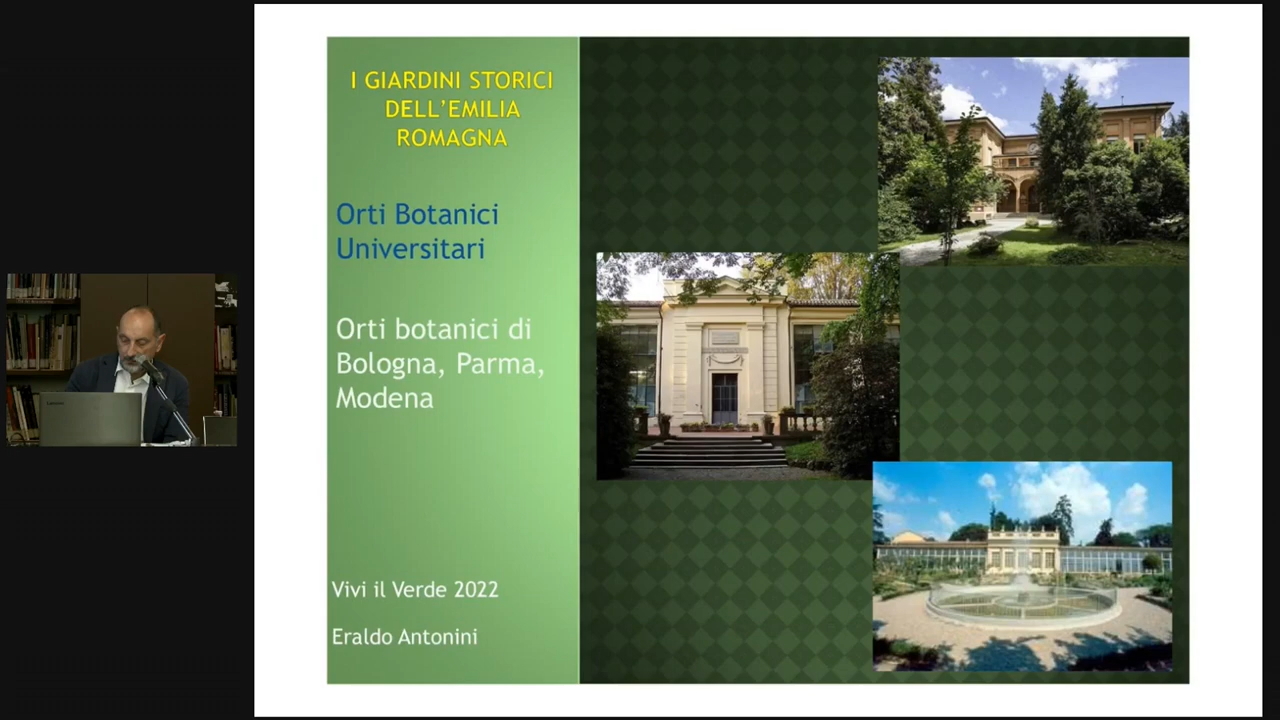 I GIARDINI STORICI
DELL'EMILIA
ROMAGNA
Orti Botanici
Universitari
Orti botanici di
Bologna, Parma,
Modena
Vivi il Verde 2022
Eraldo Antonini
Lenovo